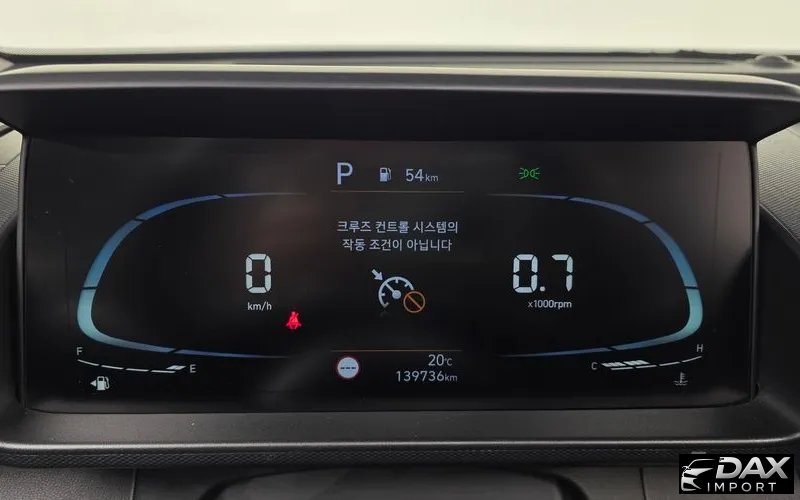 P 54km
크루즈 컨트롤 시스템의
작동 조건이 아닙니다
0
km/h
0.7
x1000rpm
F
E
C
H
---
20°C
139736km
DAX
IMPORT